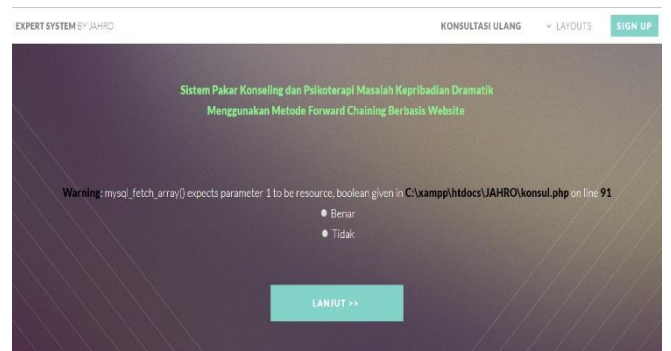 EXPERT SYSTEM BY JAHRO
KONSULTASI ULANG
LAYOUTS
SIGN UP
Sistem Pakar Konseling dan Psikoterapi Masalah Kepribadian Dramatik
Menggunakan Metode Forward Chaining Berbasis Website
Warning: mysql_fetch_array() expects parameter 1 to be resource, boolean given in C:\xampp\htdocs\JAHRO\konsul.php on line 91
Benar
Tidak
LANJUT >>